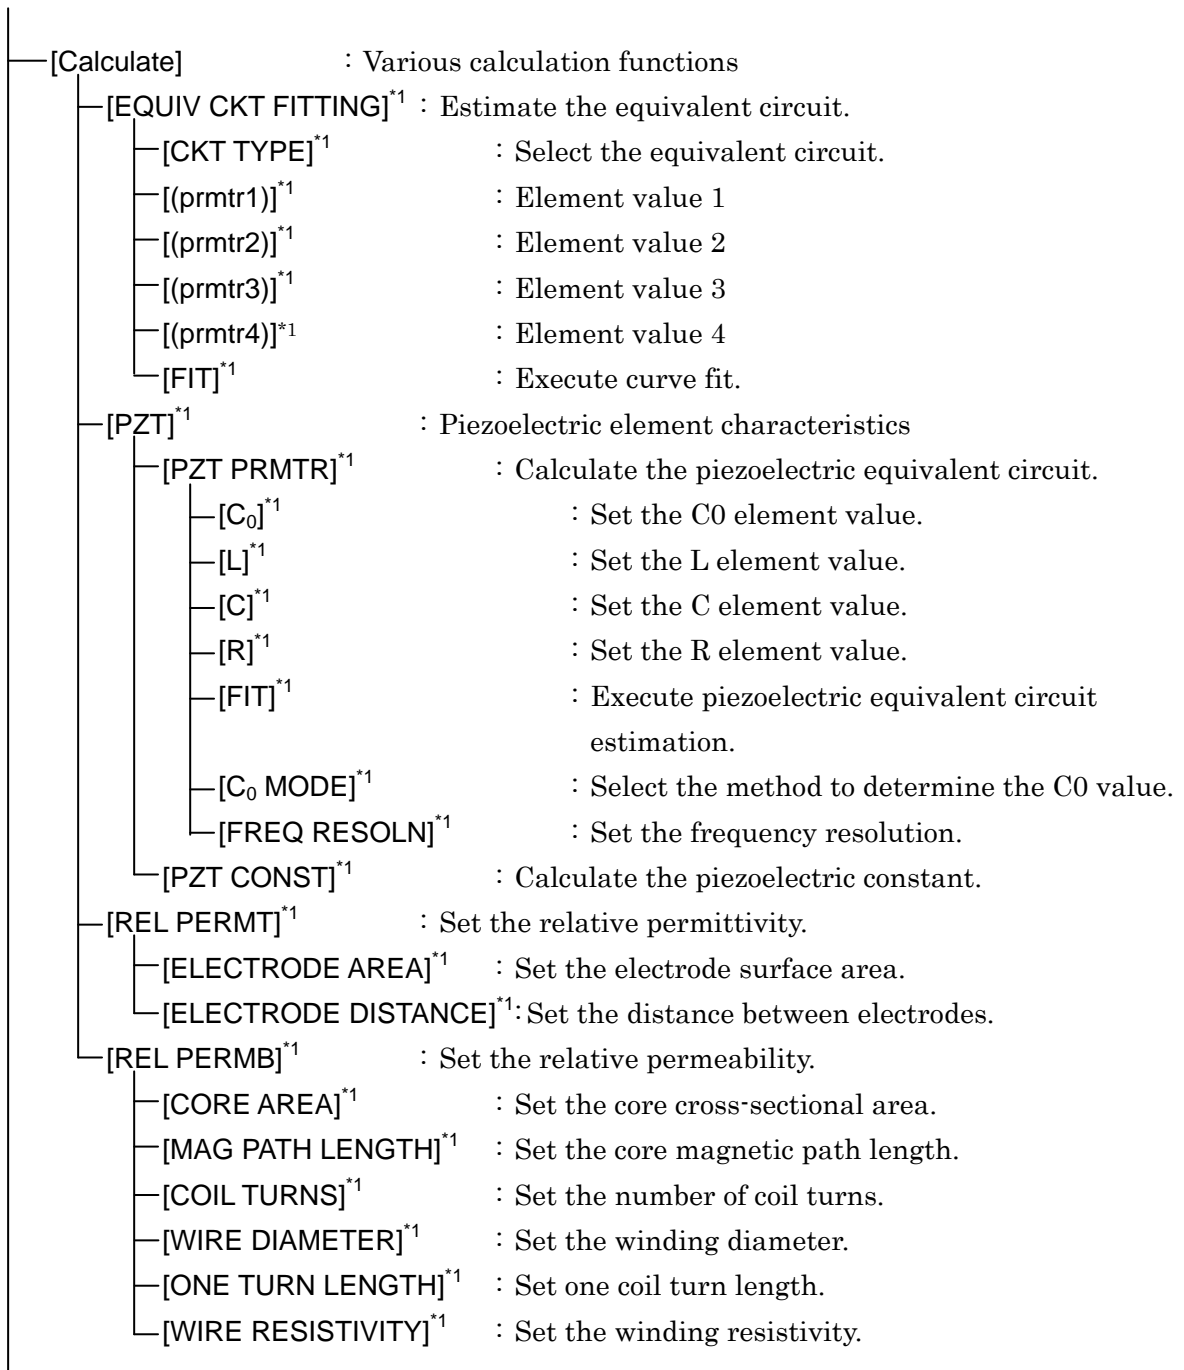 [Calculate] : Various calculation functions
[EQUIV CKT FITTING]*1 : Estimate the equivalent circuit.
[CKT TYPE]*1 : Select the equivalent circuit.
[(prmtr1)]*1 : Element value 1
[(prmtr2)]*1 : Element value 2
[(prmtr3)]*1 : Element value 3
[(prmtr4)]*1 : Element value 4
[FIT]*1 : Execute curve fit.
[PZT]*1 : Piezoelectric element characteristics
[PZT PRMTR]*1 : Calculate the piezoelectric equivalent circuit.
[C0]*1 : Set the C0 element value.
[L]*1 : Set the L element value.
[C]*1 : Set the C element value.
[R]*1 : Set the R element value.
[FIT]*1 : Execute piezoelectric equivalent circuit
estimation.
[C0 MODE]*1 : Select the method to determine the C0 value.
[FREQ RESOLN]*1 : Set the frequency resolution.
[PZT CONST]*1 : Calculate the piezoelectric constant.
[REL PERMT]*1 : Set the relative permittivity.
[ELECTRODE AREA]*1 : Set the electrode surface area.
[ELECTRODE DISTANCE]*1: Set the distance between electrodes.
[REL PERMB]*1 : Set the relative permeability.
[CORE AREA]*1 : Set the core cross-sectional area.
[MAG PATH LENGTH]*1 : Set the core magnetic path length.
[COIL TURNS]*1 : Set the number of coil turns.
[WIRE DIAMETER]*1 : Set the winding diameter.
[ONE TURN LENGTH]*1 : Set one coil turn length.
[WIRE RESISTIVITY]*1 : Set the winding resistivity.